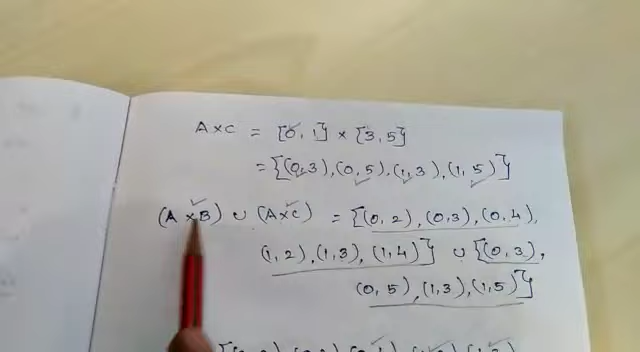 A×C = {0,1} × {3,5}
= {(0,3),(0,5),(1,3),(1,5)}
(A×B) ∪ (A×C) = {(0,2),(0,3),(0,4),
(1,2),(1,3),(1,4)} ∪ {(0,3),
(0,5),(1,3),(1,5)}